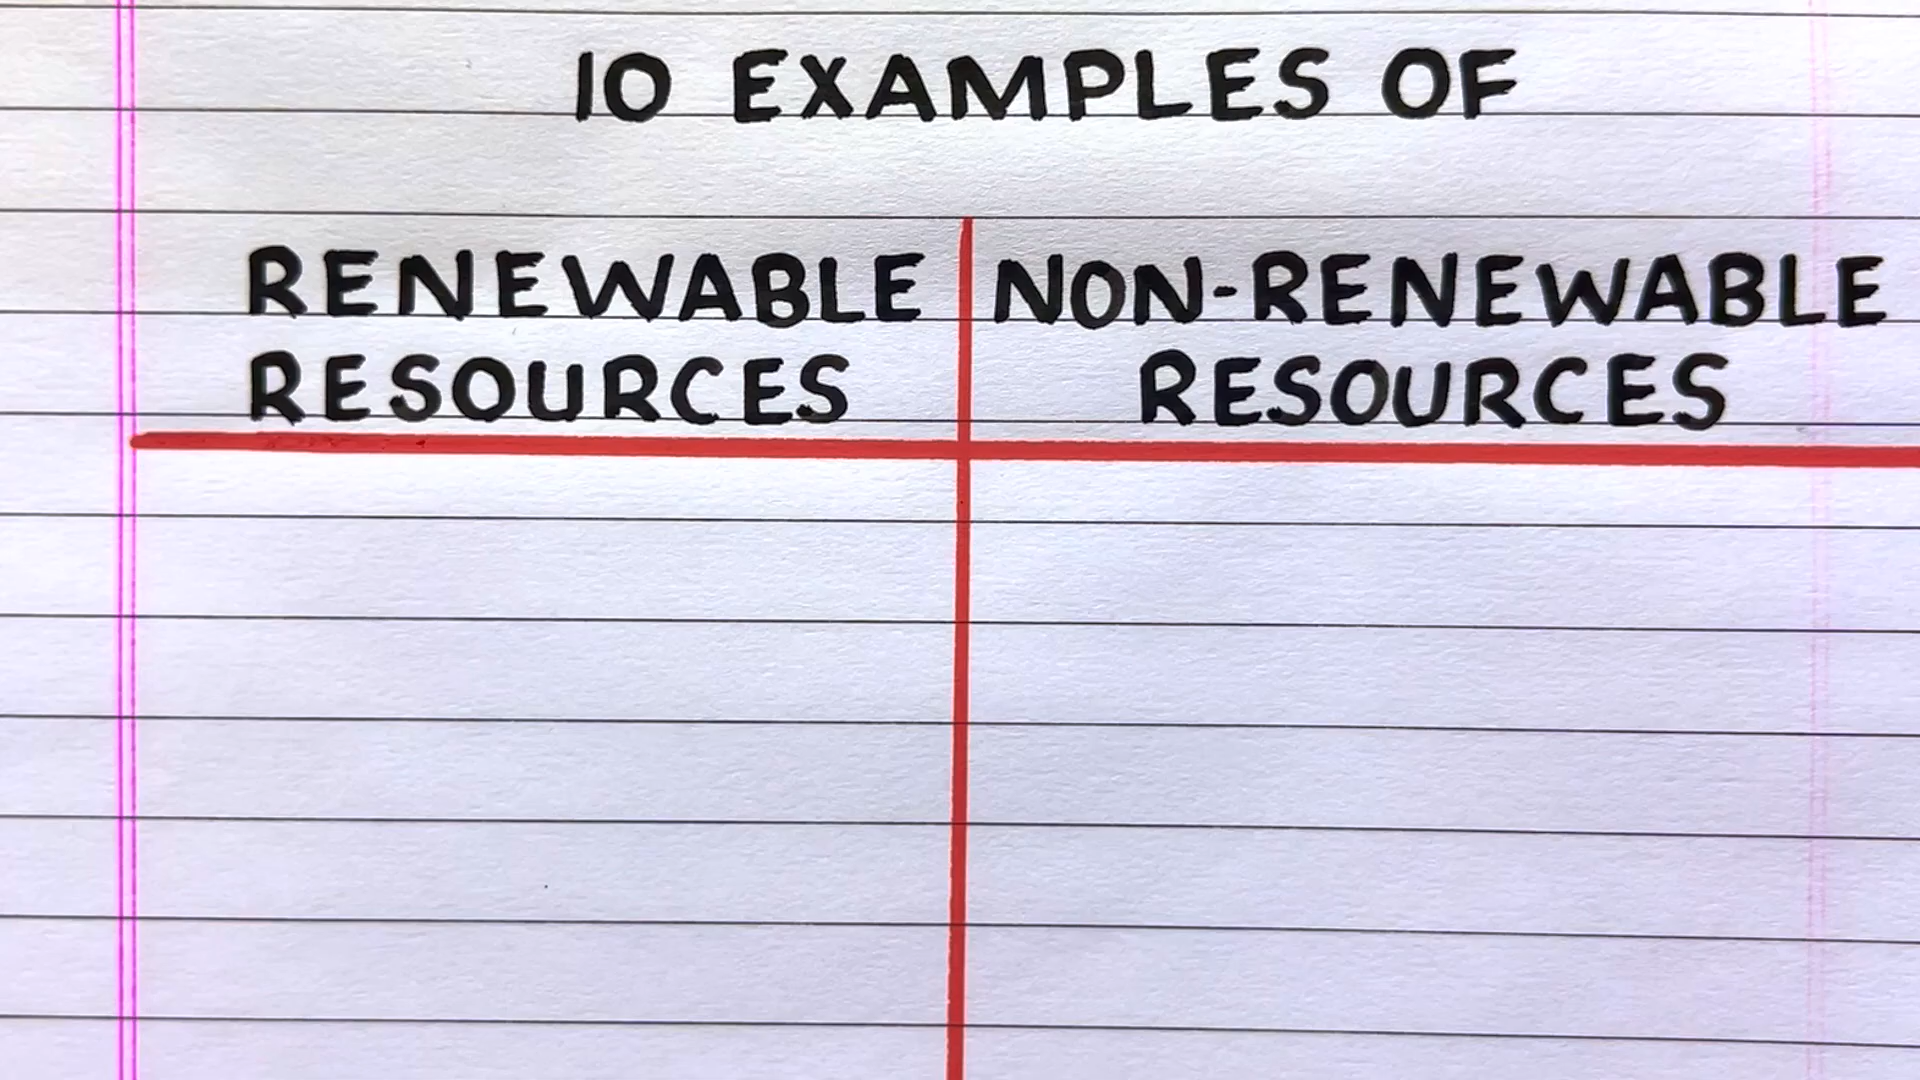 10 EXAMPLES OF
RENEWABLE
RESOURCES
NON-RENEWABLE
RESOURCES